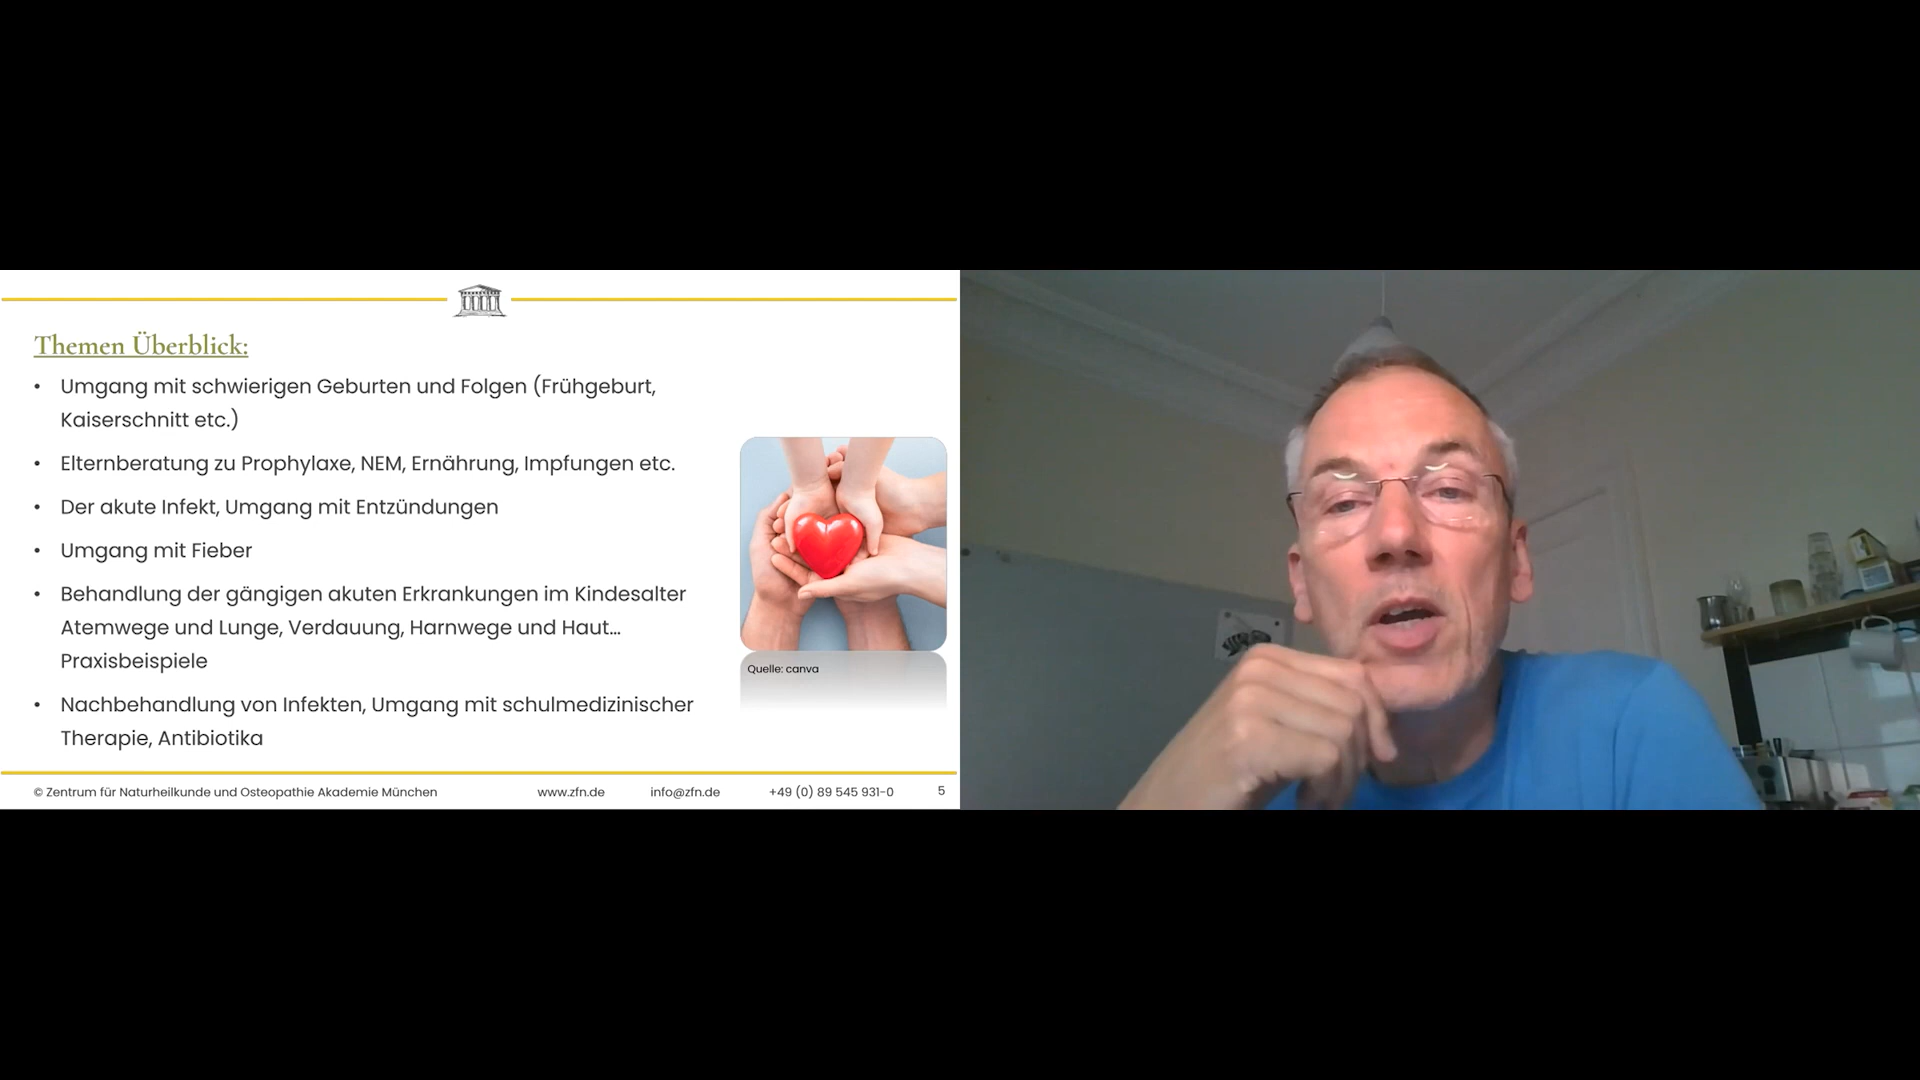 Themen Überblick:
• Umgang mit schwierigen Geburten und Folgen (Frühgeburt,
Kaiserschnitt etc.)
• Elternberatung zu Prophylaxe, NEM, Ernährung, Impfungen etc.
• Der akute Infekt, Umgang mit Entzündungen
• Umgang mit Fieber
• Behandlung der gängigen akuten Erkrankungen im Kindesalter
Atemwege und Lunge, Verdauung, Harnwege und Haut...
Praxisbeispiele
• Nachbehandlung von Infekten, Umgang mit schulmedizinischer
Therapie, Antibiotika
Quelle: canva
© Zentrum für Naturheilkunde und Osteopathie Akademie München www.zfn.de info@zfn.de +49 (0) 89 545 931-0 5